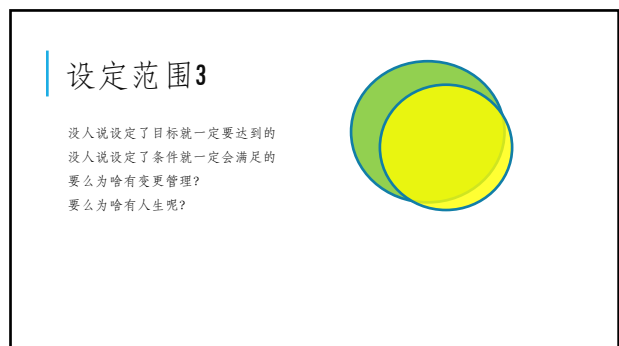 设定范围3
没人说设定了目标就一定要达到的
没人说设定了条件就一定会满足的
要么为啥有变更管理?
要么为啥有人生呢?